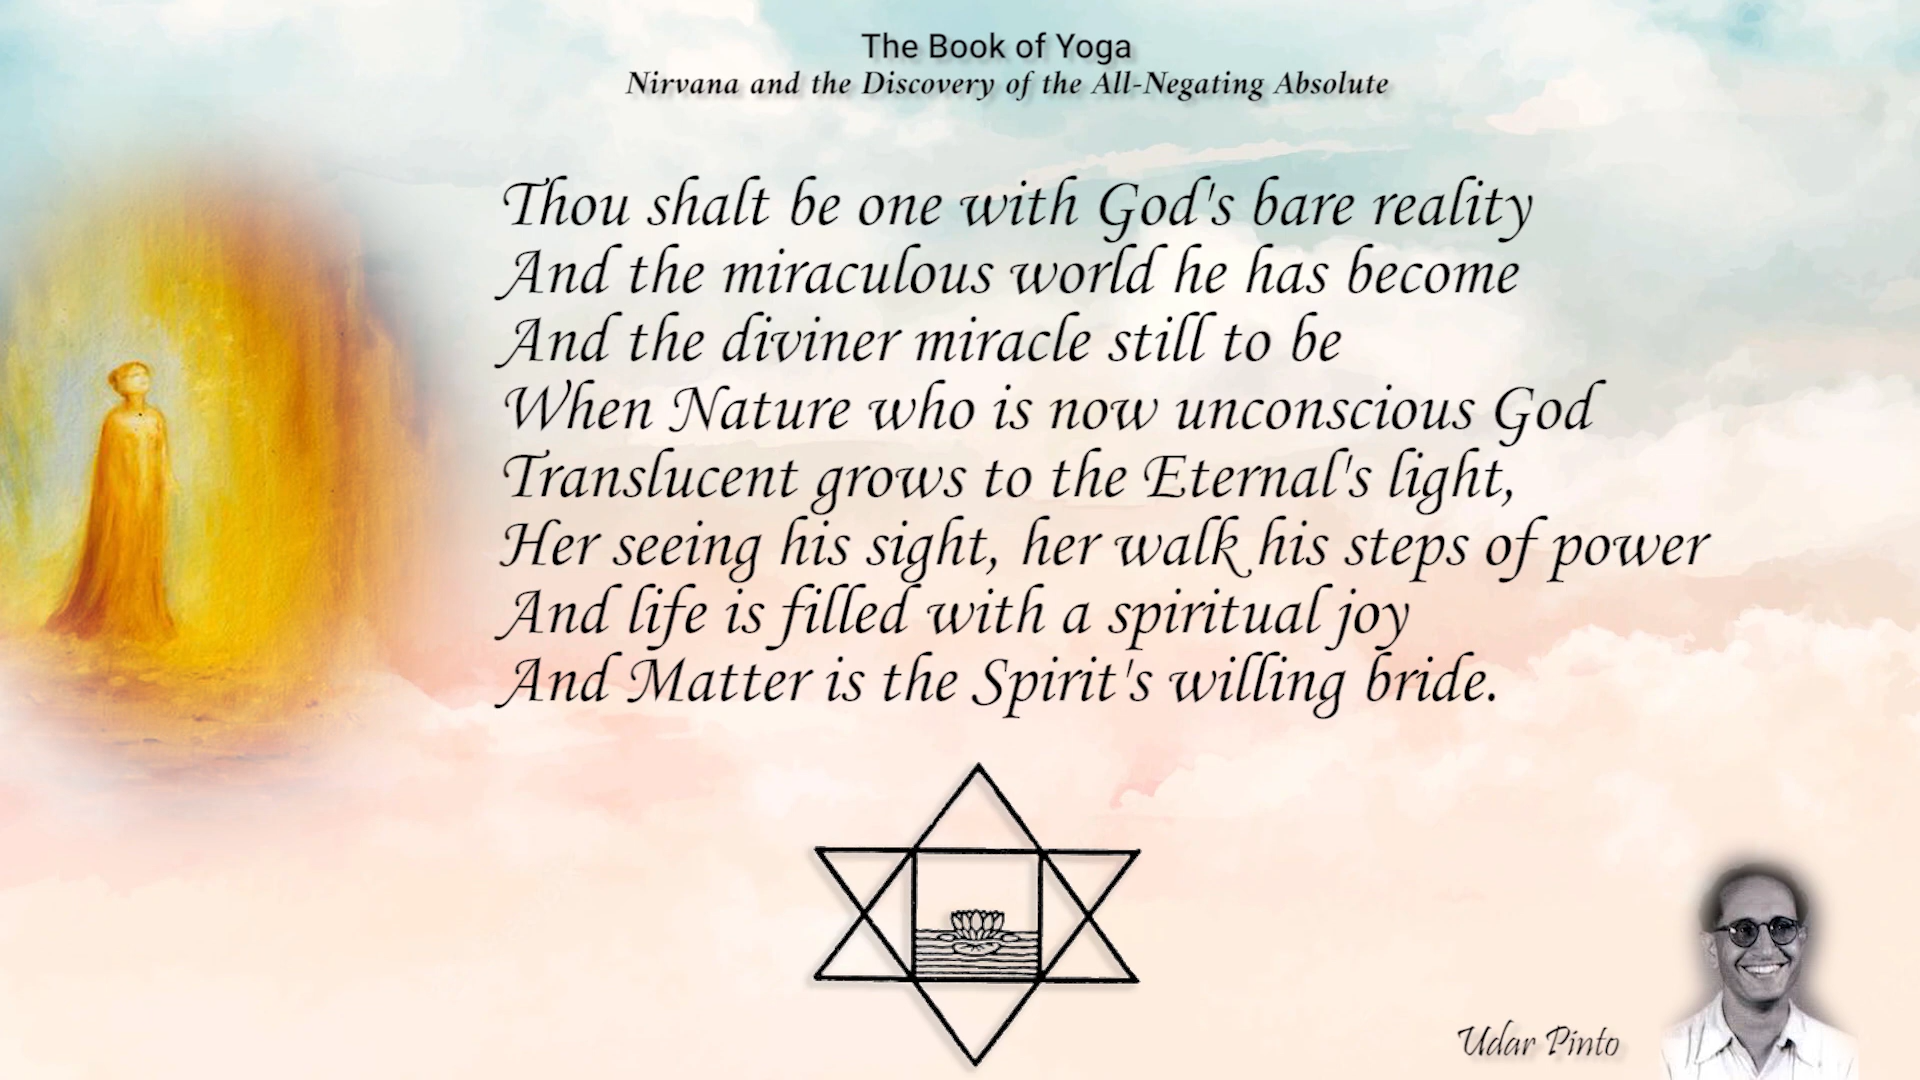 The Book of Yoga
Nirvana and the Discovery of the All-Negating Absolute
Thou shalt be one with God's bare reality
And the miraculous world he has become
And the diviner miracle still to be
When Nature who is now unconscious God
Translucent grows to the Eternal's light,
Her seeing his sight, her walk his steps of power
And life is filled with a spiritual joy
And Matter is the Spirit's willing bride.
Udar Pinto